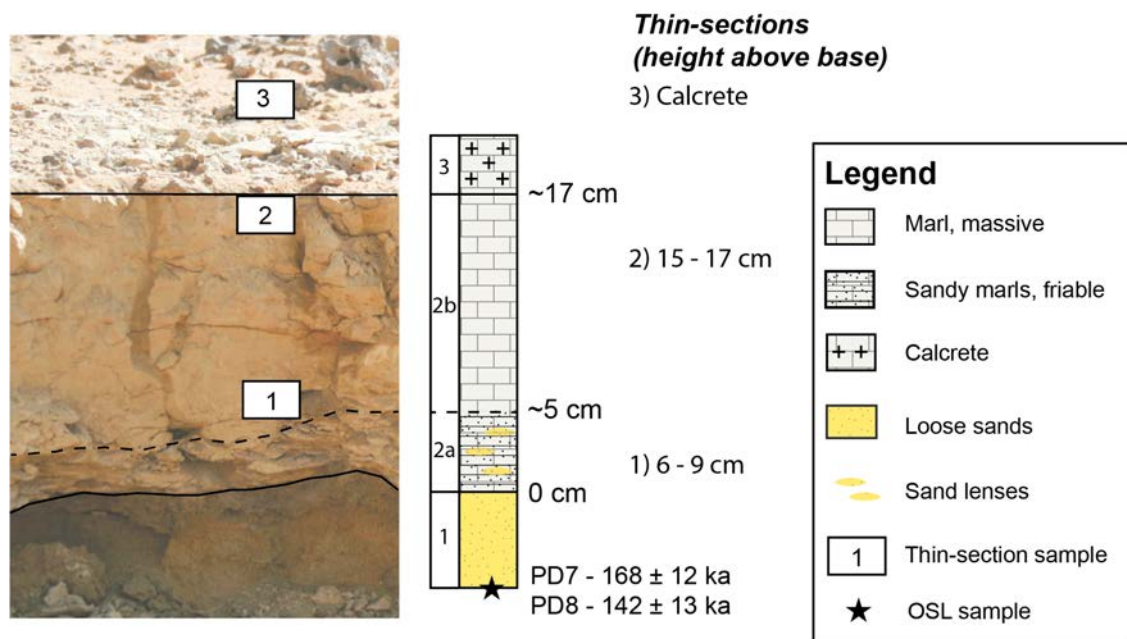 Thin-sections
(height above base)
3) Calcrete
3
2
1
3
~17 cm
2b
2) 15 - 17 cm
~5 cm
2a
1) 6 - 9 cm
0 cm
1
PD7 - 168 ± 12 ka
PD8 - 142 ± 13 ka
Legend
Marl, massive
Sandy marls, friable
Calcrete
Loose sands
Sand lenses
1
Thin-section sample
OSL sample